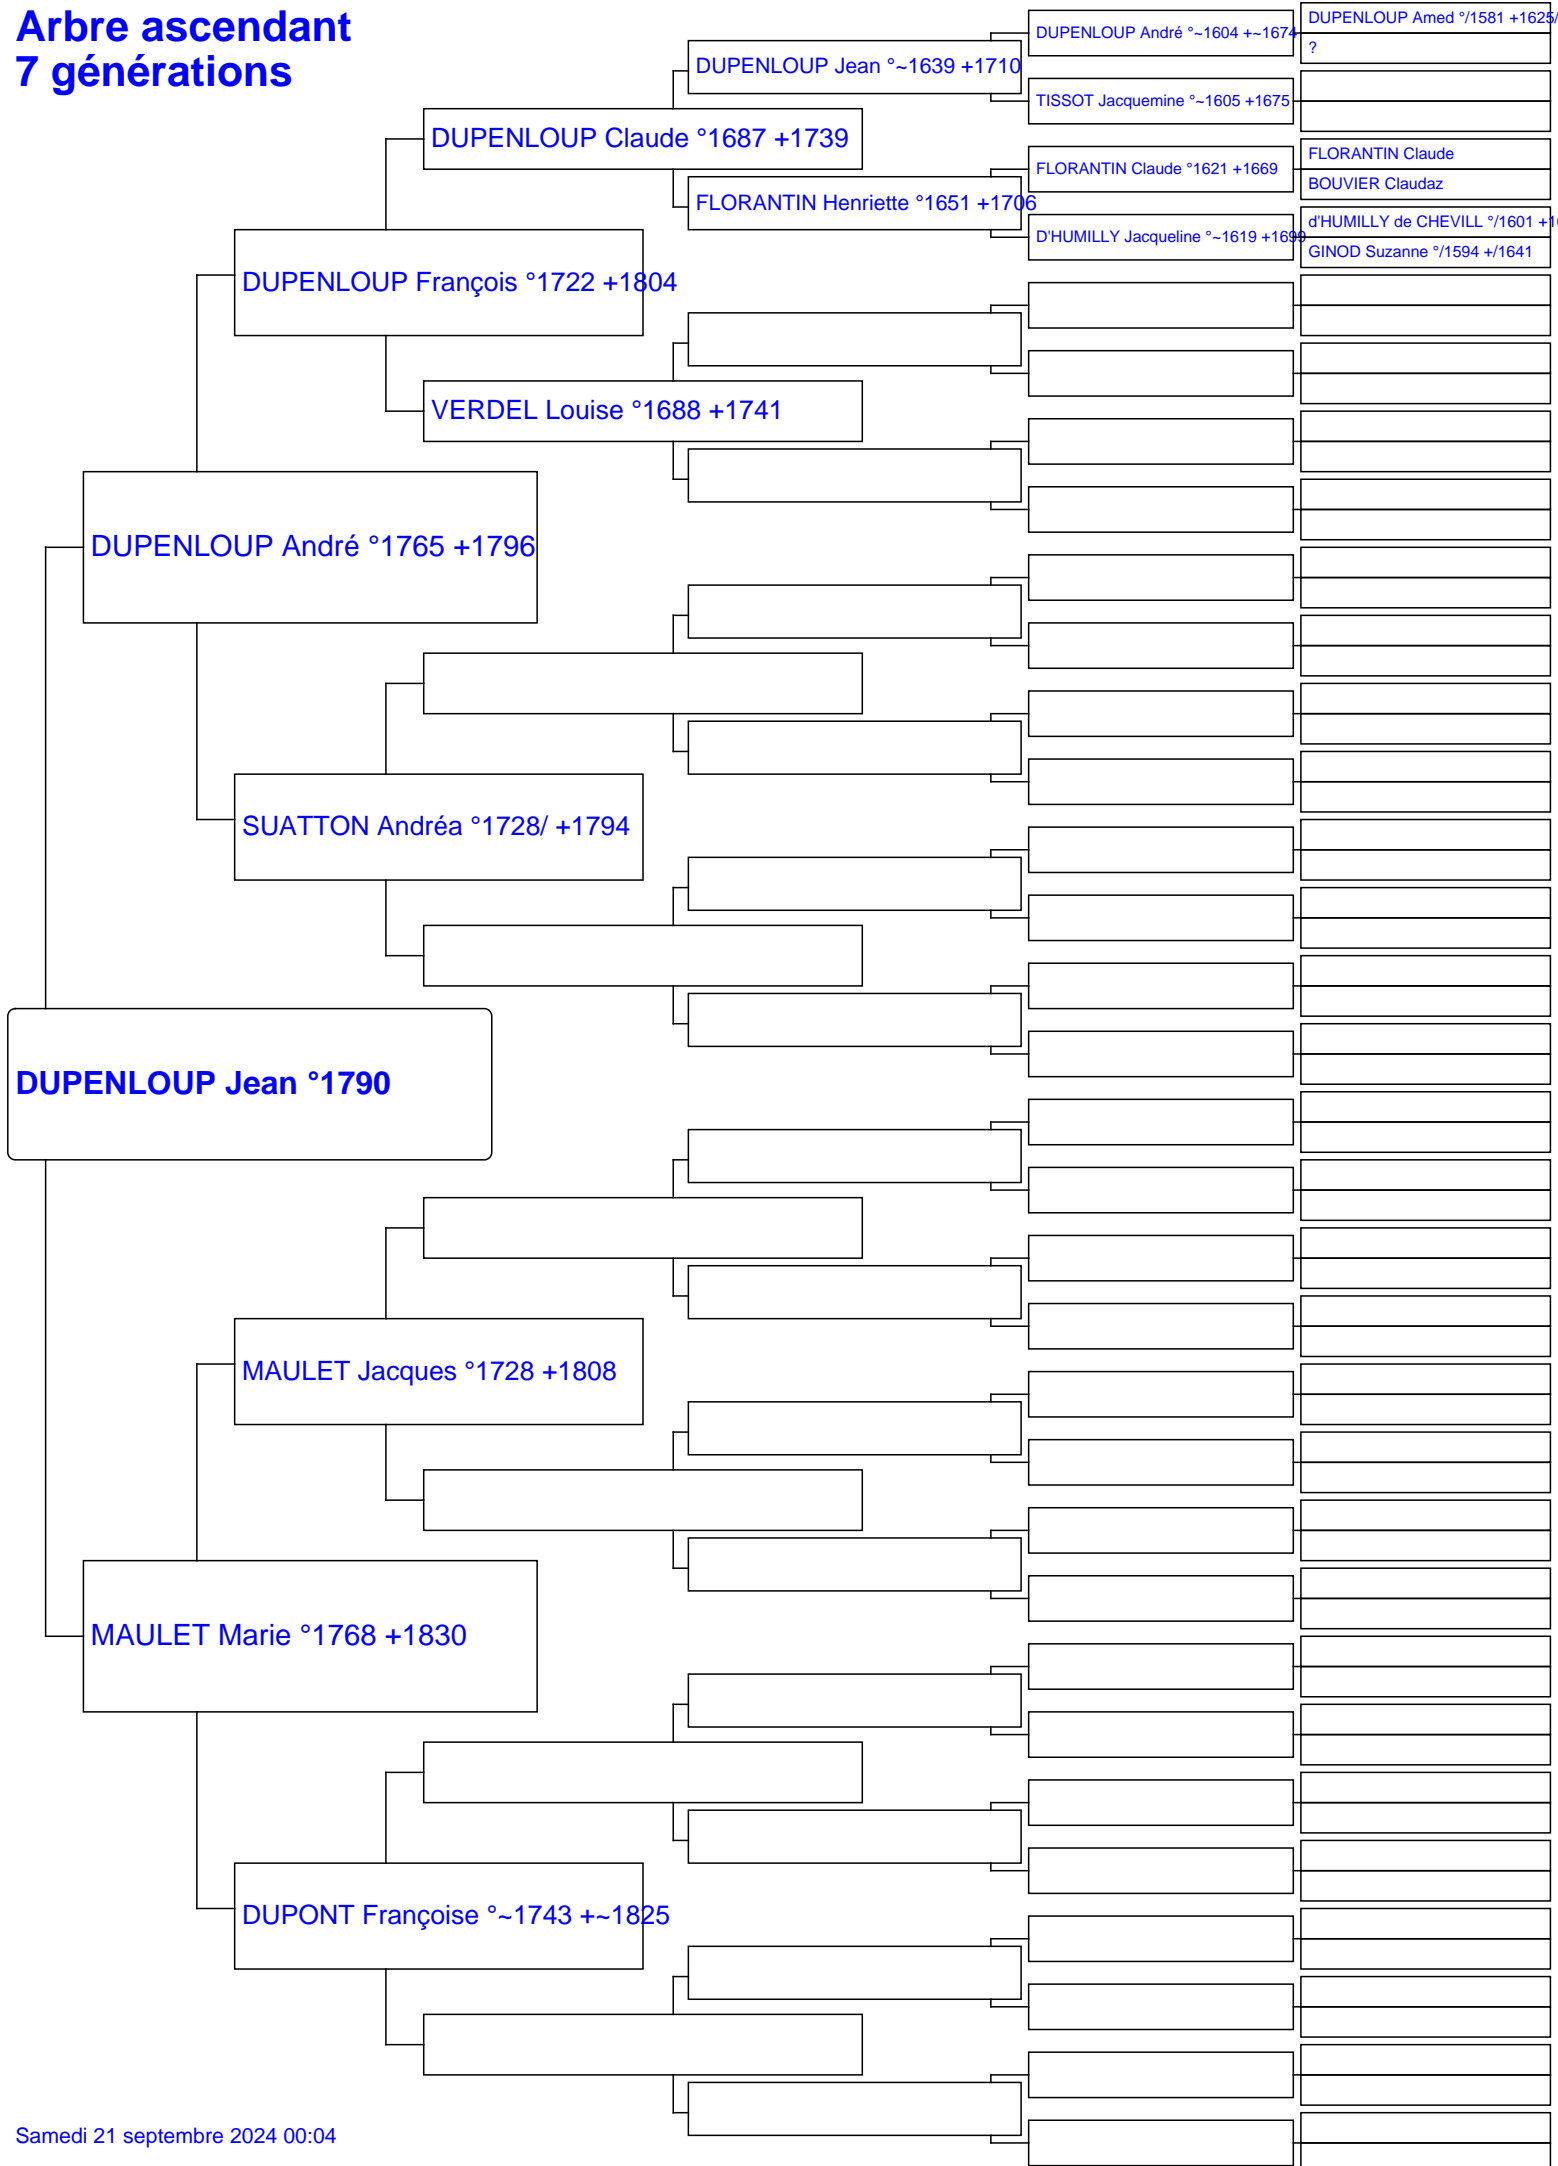 Arbre ascendant
7 générations
DUPENLOUP Amed °/1581 +1625/
DUPENLOUP André °~1604 +~1674
?
DUPENLOUP Jean °~1639 +1710
TISSOT Jacquemine °~1605 +1675
DUPENLOUP Claude °1687 +1739
FLORANTIN Claude
FLORANTIN Claude °1621 +1669
BOUVIER Claudaz
FLORANTIN Henriette °1651 +1706
d'HUMILLY de CHEVILL °/1601
D'HUMILLY Jacqueline °~1619 +1699
GINOD Suzanne °/1594 +/1641
DUPENLOUP François °1722 +1804
VERDEL Louise °1688 +1741
DUPENLOUP André °1765 +1796
SUATTON Andréa °1728/ +1794
DUPENLOUP Jean °1790
MAULET Jacques °1728 +1808
MAULET Marie °1768 +1830
DUPONT Françoise °~1743 +~1825
Samedi 21 septembre 2024 00:04